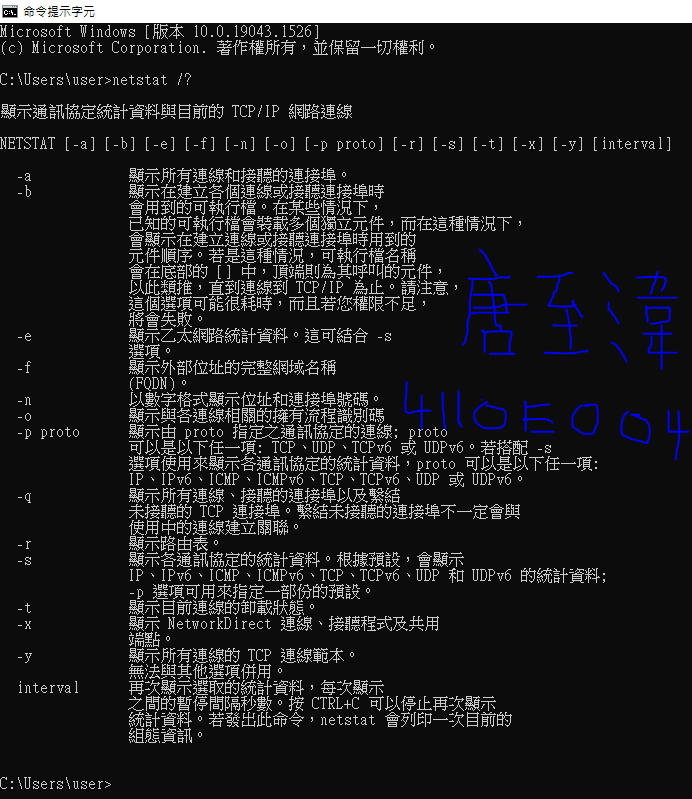 命令提示字元
Microsoft Windows [版本 10.0.19043.1526]
(c) Microsoft Corporation. 著作權所有，並保留一切權利。
C:\Users\user>netstat /?
顯示通訊協定統計資料與目前的 TCP/IP 網路連線
NETSTAT [-a] [-b] [-e] [-f] [-n] [-o] [-p proto] [-r] [-s] [-t] [-x] [-y] [interval]
-a 顯示所有連線和接聽的連接埠。
-b 顯示在建立各個連線或接聽連接埠時
會用到的可執行檔。在某些情況下，
已知的可執行檔會裝載多個獨立元件，而在這種情況下，
會顯示在建立連線或接聽連接埠時用到的
元件順序。若是這種情況，可執行檔名稱
會在底部的 [] 中，頂端則為其呼叫的元件，
以此類推，直到連線到 TCP/IP 為止。請注意，
這個選項可能很耗時，而且若您權限不足，
將會失敗。
唐至湋
-e 顯示乙太網路統計資料。這可結合 -s
選項。
-f 顯示外部位址的完整網域名稱
(FQDN)。
-n 以數字格式顯示位址和連接埠號碼。
-o 顯示與各連線相關的擁有流程識別碼
4110E004
-p proto 顯示由 proto 指定之通訊協定的連線; proto
可以是以下任一項: TCP、UDP、TCPv6 或 UDPv6。若搭配 -s
選項使用來顯示各通訊協定的統計資料，proto 可以是以下任一項:
IP、IPv6、ICMP、ICMPv6、TCP、TCPv6、UDP 或 UDPv6。
-q 顯示所有連線、接聽的連接埠以及繫結
未接聽的 TCP 連接埠。繫結未接聽的連接埠不一定會與
使用中的連線建立關聯。
-r 顯示路由表。
-s 顯示各通訊協定的統計資料。根據預設，會顯示
IP、IPv6、ICMP、ICMPv6、TCP、TCPv6、UDP 和 UDPv6 的統計資料;
-p 選項可用來指定一部份的預設。
-t 顯示目前連線的卸載狀態。
-x 顯示 NetworkDirect 連線、接聽程式及共用
端點。
-y 顯示所有連線的 TCP 連線範本。
無法與其他選項併用。
interval 再次顯示選取的統計資料，每次顯示
之間的暫停間隔秒數。按 CTRL+C 可以停止再次顯示
統計資料。若發出此命令，netstat 會列印一次目前的
組態資訊。
C:\Users\user>